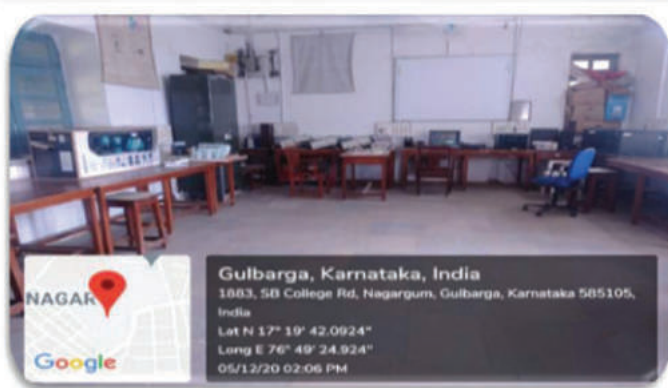 Gulbarga, Karnataka, India
1883, SB College Rd, Nagargum, Gulbarga, Karnataka 585105,
India
Lat N 17° 19' 42.0924"
Long E 76° 49' 24.924"
05/12/20 02:06 PM
NAGAR
Google